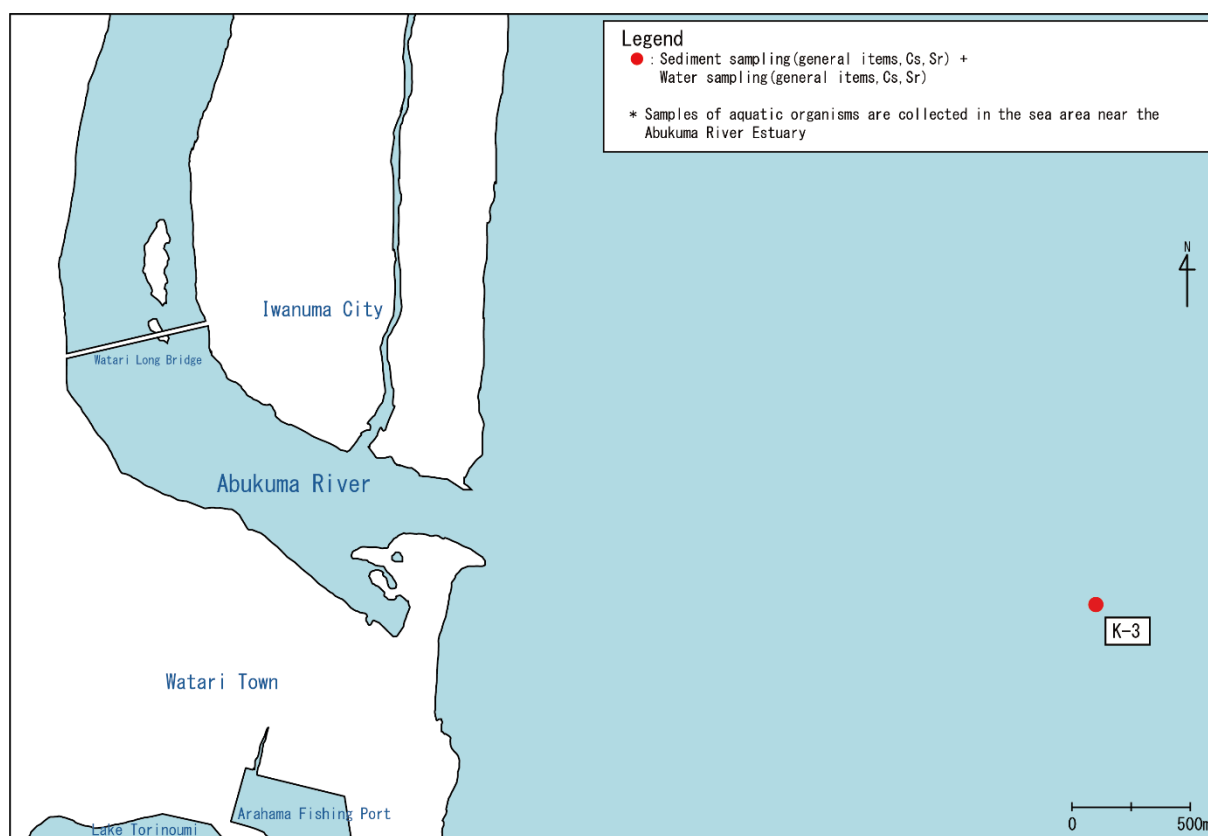 Legend
● : Sediment sampling(general items, Cs, Sr) +
Water sampling(general items, Cs, Sr)
* Samples of aquatic organisms are collected in the sea area near the
Abukuma River Estuary
N
Iwanuma City
Watari Long Bridge
Abukuma River
K-3
Watari Town
Arahama Fishing Port
Lake Torinoumi
0 500m